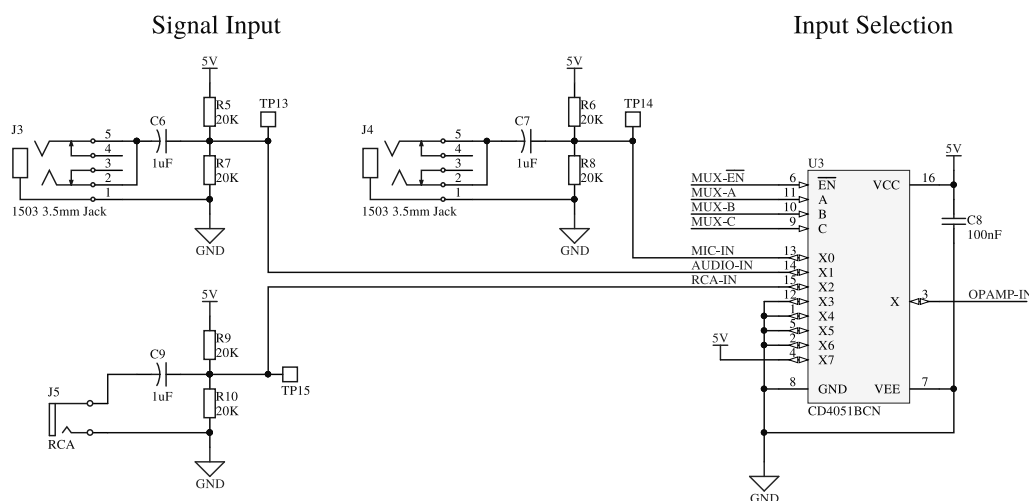 Signal Input
Input Selection
5V
R5
20K
TP13
J3
C6
1uF
5
4
3
2
1
R7
20K
1503 3.5mm Jack
GND
5V
R6
20K
TP14
J4
C7
1uF
5
4
3
2
1
R8
20K
1503 3.5mm Jack
GND
5V
R9
20K
C9
1uF
J5
RCA
R10
20K
TP15
GND
U3
5V
MUX-EN 6 EN VCC 16
MUX-A 11 A
MUX-B 10 B
MUX-C 9 C
C8
100nF
MIC-IN 13 X0
AUDIO-IN 14 X1
RCA-IN 15 X2
12 X3 X 3 OPAMP-IN
1 X4
5 X5
2 X6
5V 4 X7
8 GND VEE 7
CD4051BCN
GND